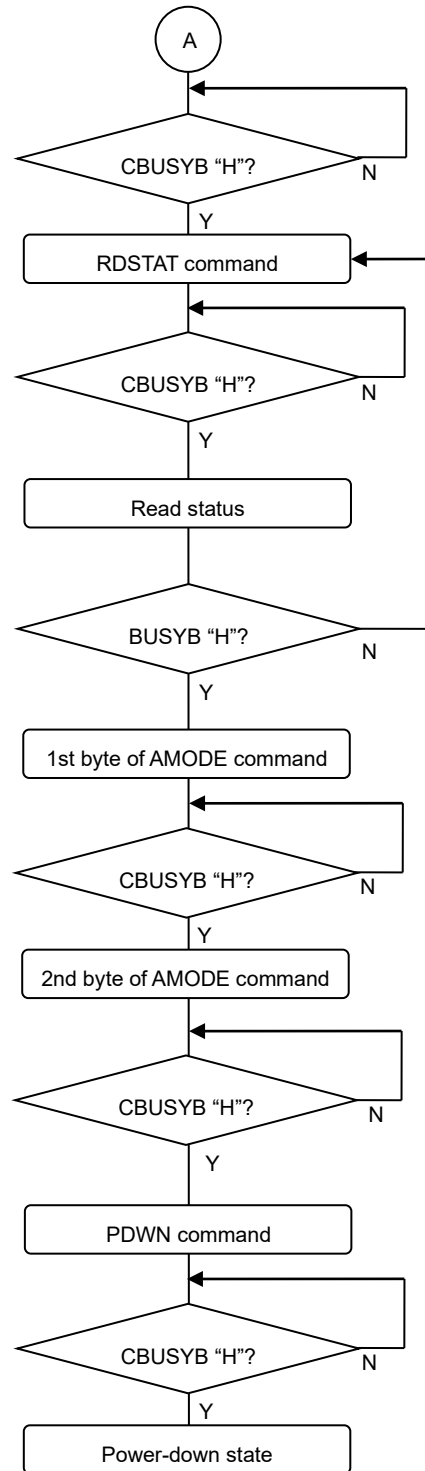 A
CBUSYB “H”?
N
Y
RDSTAT command
CBUSYB “H”?
N
Y
Read status
BUSYB “H”?
N
Y
1st byte of AMODE command
CBUSYB “H”?
N
Y
2nd byte of AMODE command
CBUSYB “H”?
N
Y
PDWN command
CBUSYB “H”?
N
Y
Power-down state